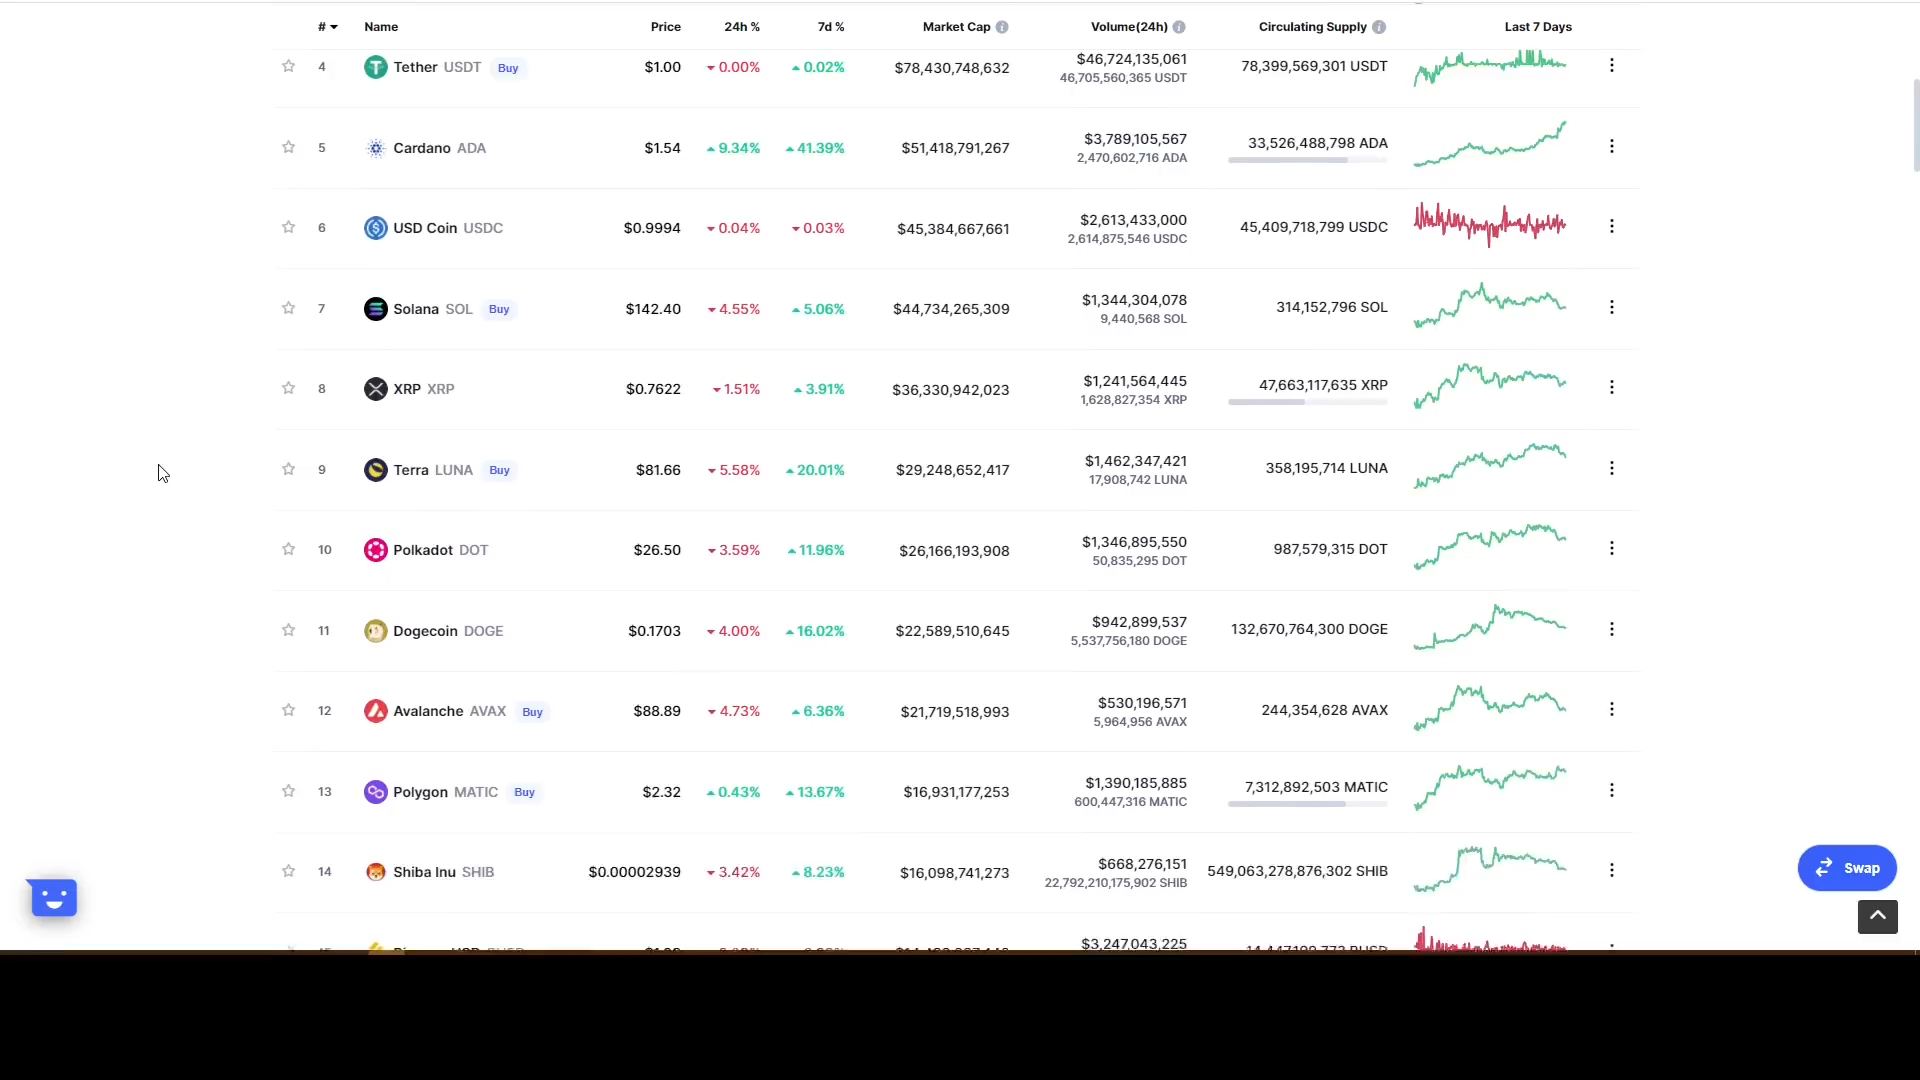 # Name Price 24h % 7d % Market Cap Volume(24h) Circulating Supply Last 7 Days
4 Tether USDT Buy $1.00 0.00% 0.02% $78,430,748,632 $46,724,135,061 78,399,569,301 USDT
46,705,560,365 USDT
5 Cardano ADA $1.54 9.34% 41.39% $51,418,791,267 $3,789,105,567 33,526,488,798 ADA
2,470,602,716 ADA
6 USD Coin USDC $0.9994 0.04% 0.03% $45,384,667,661 $2,613,433,000 45,409,718,799 USDC
2,614,875,546 USDC
7 Solana SOL Buy $142.40 4.55% 5.06% $44,734,265,309 $1,344,304,078 314,152,796 SOL
9,440,568 SOL
8 XRP XRP $0.7622 1.51% 3.91% $36,330,942,023 $1,241,564,445 47,663,117,635 XRP
1,628,827,354 XRP
9 Terra LUNA Buy $81.66 5.58% 20.01% $29,248,652,417 $1,462,347,421 358,195,714 LUNA
17,908,742 LUNA
10 Polkadot DOT $26.50 3.59% 11.96% $26,166,193,908 $1,346,895,550 987,579,315 DOT
50,835,295 DOT
11 Dogecoin DOGE $0.1703 4.00% 16.02% $22,589,510,645 $942,899,537 132,670,764,300 DOGE
5,537,756,180 DOGE
12 Avalanche AVAX Buy $88.89 4.73% 6.36% $21,719,518,993 $530,196,571 244,354,628 AVAX
5,964,956 AVAX
13 Polygon MATIC Buy $2.32 0.43% 13.67% $16,931,177,253 $1,390,185,885 7,312,892,503 MATIC
600,447,316 MATIC
14 Shiba Inu SHIB $0.00002939 3.42% 8.23% $16,098,741,273 $668,276,151 549,063,278,876,302 SHIB
22,792,210,175,902 SHIB
Swap
$3,247,043,225